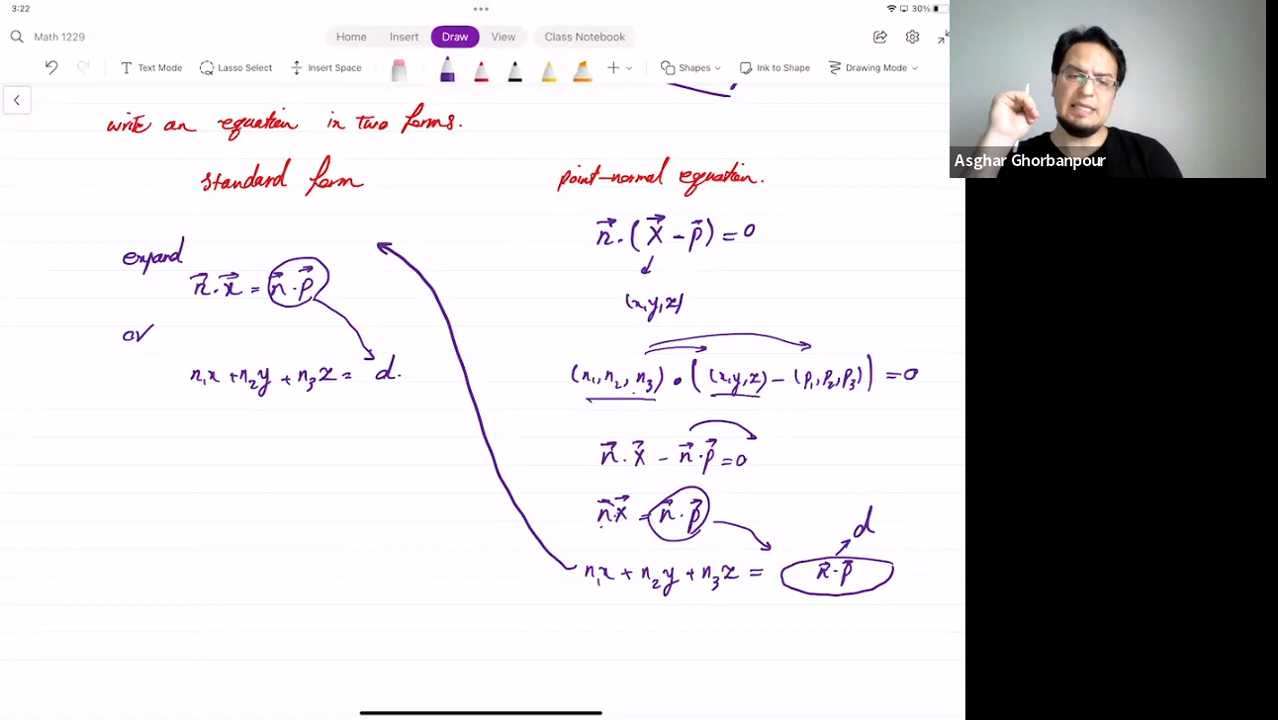 3:22
30%
Math 1229
Home Insert Draw View Class Notebook
Text Mode Lasso Select Insert Space Shapes Ink to Shape Drawing Mode
Asghar Ghorbanpour
write an equation in two forms.
standard form
expand
n⃗·x⃗ = n⃗·p⃗
or
n₁x + n₂y + n₃z = d.
point-normal equation.
n⃗·(X⃗ − p⃗) = 0
(x,y,z)
(n₁, n₂, n₃) • ((x,y,z) − (p₁,p₂,p₃)) = 0
n⃗·X⃗ − n⃗·p⃗ = 0
n⃗·X⃗ = n⃗·p⃗
d
n₁x + n₂y + n₃z = n⃗·p⃗